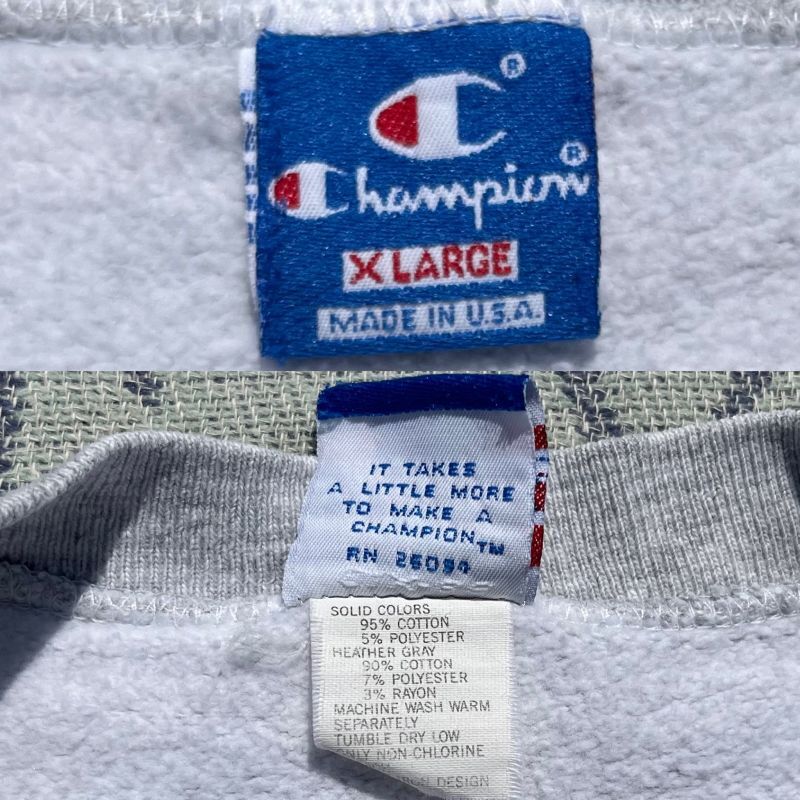 Champion®
XLARGE
MADE IN U.S.A.
IT TAKES
A LITTLE MORE
TO MAKE A
CHAMPION™
RN 26094
SOLID COLORS
95% COTTON
5% POLYESTER
HEATHER GRAY
90% COTTON
7% POLYESTER
3% RAYON
MACHINE WASH WARM
SEPARATELY
TUMBLE DRY LOW
ONLY NON-CHLORINE
DESIGN